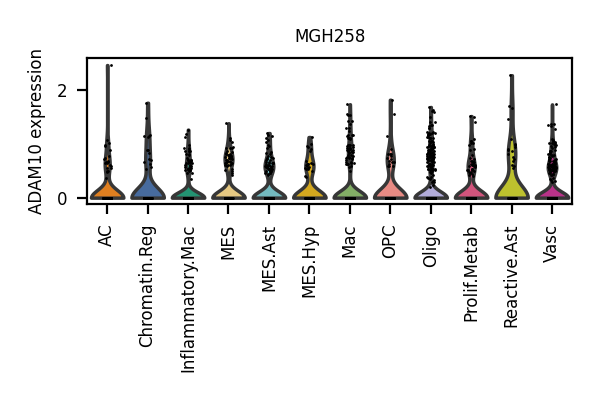 MGH258
ADAM10 expression
2
0
AC
Chromatin.Reg
Inflammatory.Mac
MES
MES.Ast
MES.Hyp
Mac
OPC
Oligo
Prolif.Metab
Reactive.Ast
Vasc